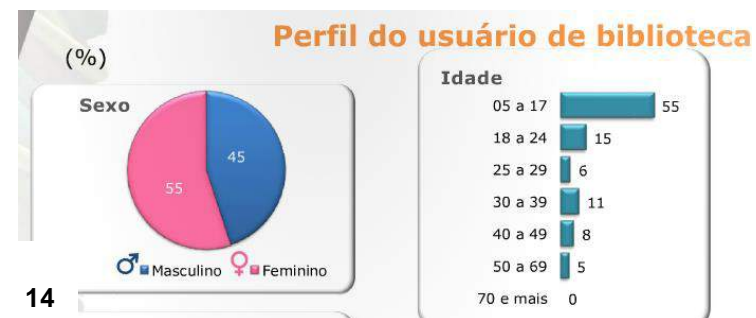 Perfil do usuário de biblioteca
(%)
Sexo
45
55
Masculino Feminino
Idade
05 a 17 55
18 a 24 15
25 a 29 6
30 a 39 11
40 a 49 8
50 a 69 5
70 e mais 0
14